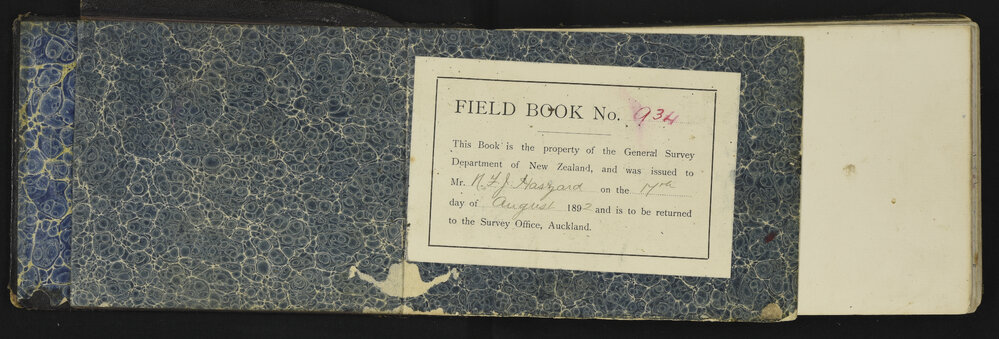 FIELD BOOK No. 934
This Book is the property of the General Survey
Department of New Zealand, and was issued to
Mr. H. D. J. Haszard on the 17th
day of August 1892 and is to be returned
to the Survey Office, Auckland.